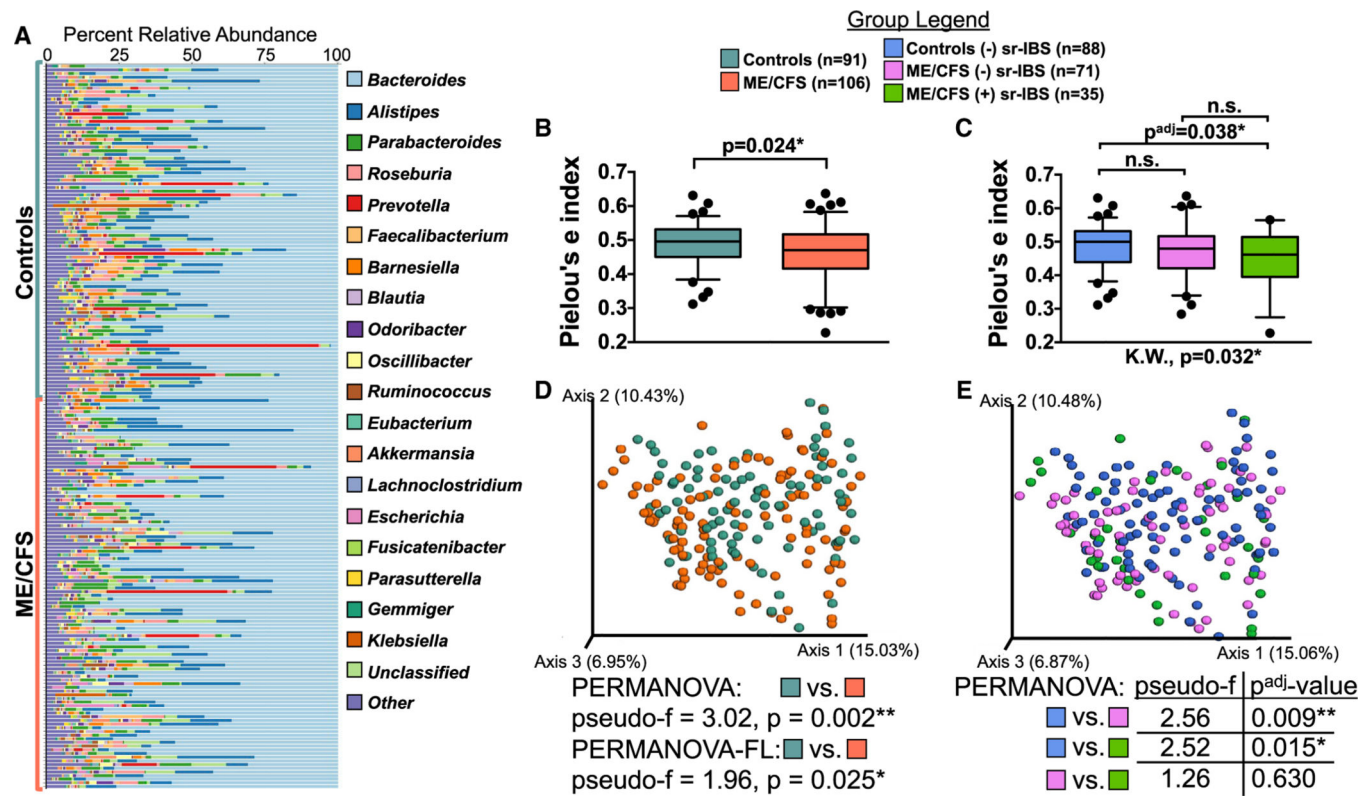 A
Percent Relative Abundance
0 25 50 75 100
Controls
ME/CFS
Bacteroides
Alistipes
Parabacteroides
Roseburia
Prevotella
Faecalibacterium
Barnesiella
Blautia
Odoribacter
Oscillibacter
Ruminococcus
Eubacterium
Akkermansia
Lachnoclostridium
Escherichia
Fusicatenibacter
Parasutterella
Gemmiger
Klebsiella
Unclassified
Other
Group Legend
Controls (n=91)
ME/CFS (n=106)
Controls (-) sr-IBS (n=88)
ME/CFS (-) sr-IBS (n=71)
ME/CFS (+) sr-IBS (n=35)
B
p=0.024*
Pielou's e index
0.7
0.6
0.5
0.4
0.3
0.2
C
n.s.
p^adj=0.038*
n.s.
Pielou's e index
0.7
0.6
0.5
0.4
0.3
0.2
K.W., p=0.032*
D
Axis 2 (10.43%)
Axis 1 (15.03%)
Axis 3 (6.95%)
PERMANOVA: vs.
pseudo-f = 3.02, p = 0.002**
PERMANOVA-FL: vs.
pseudo-f = 1.96, p = 0.025*
E
Axis 2 (10.48%)
Axis 1 (15.06%)
Axis 3 (6.87%)
PERMANOVA: pseudo-f p^adj-value
vs. 2.56 0.009**
vs. 2.52 0.015*
vs. 1.26 0.630